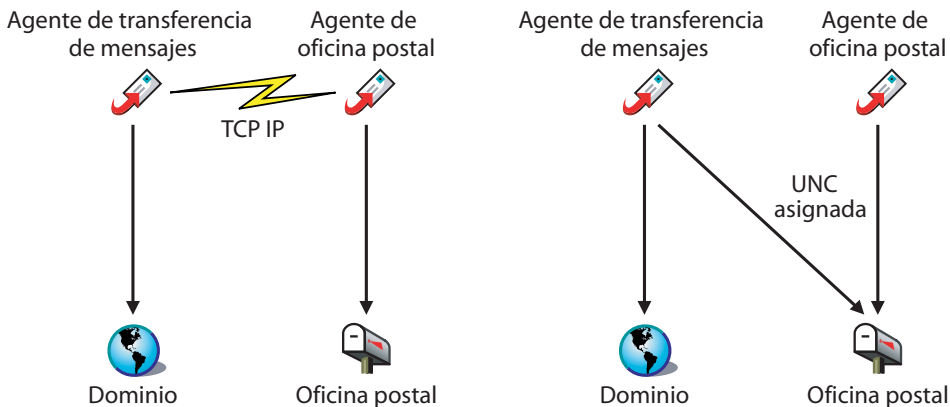 Agente de transferencia
de mensajes
Agente de
oficina postal
TCP IP
Dominio
Oficina postal
Agente de transferencia
de mensajes
Agente de
oficina postal
UNC
asignada
Dominio
Oficina postal